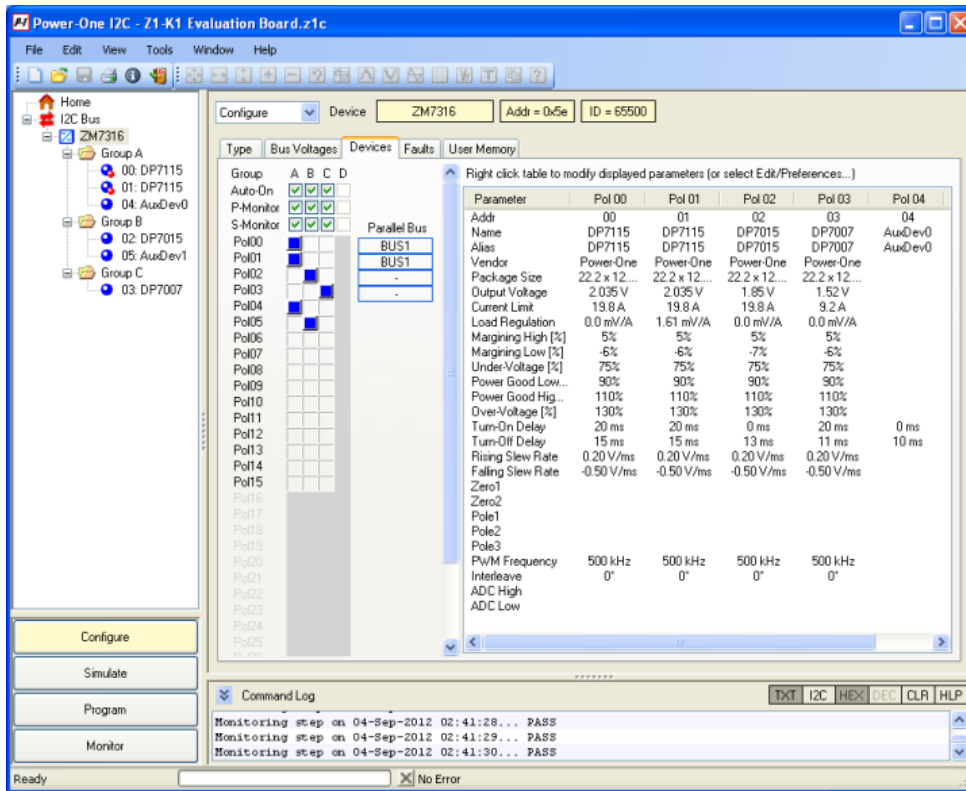 Power-One I2C - Z1-K1 Evaluation Board.z1c
File Edit View Tools Window Help
Home
I2C Bus
ZM7316
Group A
00: DP7115
01: DP7115
04: AuxDev0
Group B
02: DP7015
05: AuxDev1
Group C
03: DP7007
Configure
Simulate
Program
Monitor
Configure Device ZM7316 Addr = 0x5e ID = 65500
Type Bus Voltages Devices Faults User Memory
Group A B C D
Auto-On
P-Monitor
S-Monitor
Parallel Bus
Pol00 BUS1
Pol01 BUS1
Pol02 -
Pol03 -
Pol04
Pol05
Pol06
Pol07
Pol08
Pol09
Pol10
Pol11
Pol12
Pol13
Pol14
Pol15
Pol16
Pol17
Pol18
Pol19
Pol20
Pol21
Pol22
Pol23
Pol24
Pol25
Right click table to modify displayed parameters (or select Edit/Preferences...)
Parameter Pol 00 Pol 01 Pol 02 Pol 03 Pol 04
Addr 00 01 02 03 04
Name DP7115 DP7115 DP7015 DP7007 AuxDev0
Alias DP7115 DP7115 DP7015 DP7007 AuxDev0
Vendor Power-One Power-One Power-One Power-One
Package Size 22.2 x 12.... 22.2 x 12.... 22.2 x 12.... 22.2 x 12....
Output Voltage 2.035 V 2.035 V 1.85 V 1.52 V
Current Limit 19.8 A 19.8 A 19.8 A 9.2 A
Load Regulation 0.0 mV/A 1.61 mV/A 0.0 mV/A 0.0 mV/A
Margining High [%] 5% 5% 5% 5%
Margining Low [%] -6% -6% -7% -6%
Under-Voltage [%] 75% 75% 75% 75%
Power Good Low... 90% 90% 90% 90%
Power Good Hig... 110% 110% 110% 110%
Over-Voltage [%] 130% 130% 130% 130%
Turn-On Delay 20 ms 20 ms 0 ms 20 ms 0 ms
Turn-Off Delay 15 ms 15 ms 13 ms 11 ms 10 ms
Rising Slew Rate 0.20 V/ms 0.20 V/ms 0.20 V/ms 0.20 V/ms
Falling Slew Rate -0.50 V/ms -0.50 V/ms -0.50 V/ms -0.50 V/ms
Zero1
Zero2
Pole1
Pole2
Pole3
PWM Frequency 500 kHz 500 kHz 500 kHz 500 kHz
Interleave 0° 0° 0° 0°
ADC High
ADC Low
Command Log TXT I2C HEX DEC CLR HLP
Monitoring step on 04-Sep-2012 02:41:28... PASS
Monitoring step on 04-Sep-2012 02:41:29... PASS
Monitoring step on 04-Sep-2012 02:41:30... PASS
Ready No Error